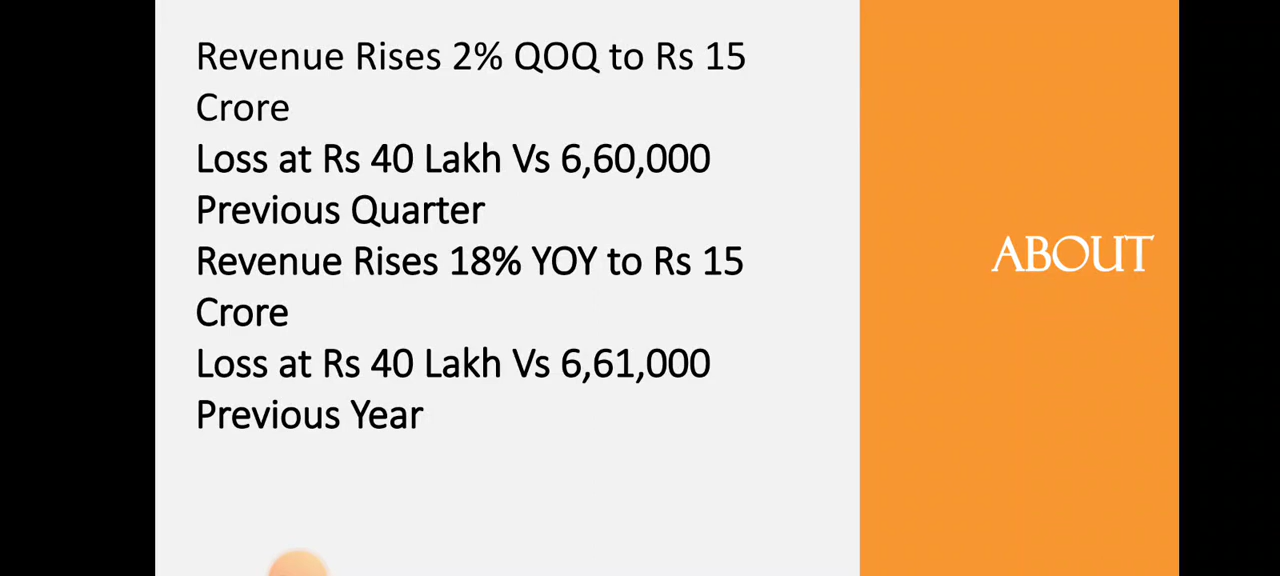 Revenue Rises 2% QOQ to Rs 15
Crore
Loss at Rs 40 Lakh Vs 6,60,000
Previous Quarter
Revenue Rises 18% YOY to Rs 15
Crore
Loss at Rs 40 Lakh Vs 6,61,000
Previous Year
ABOUT